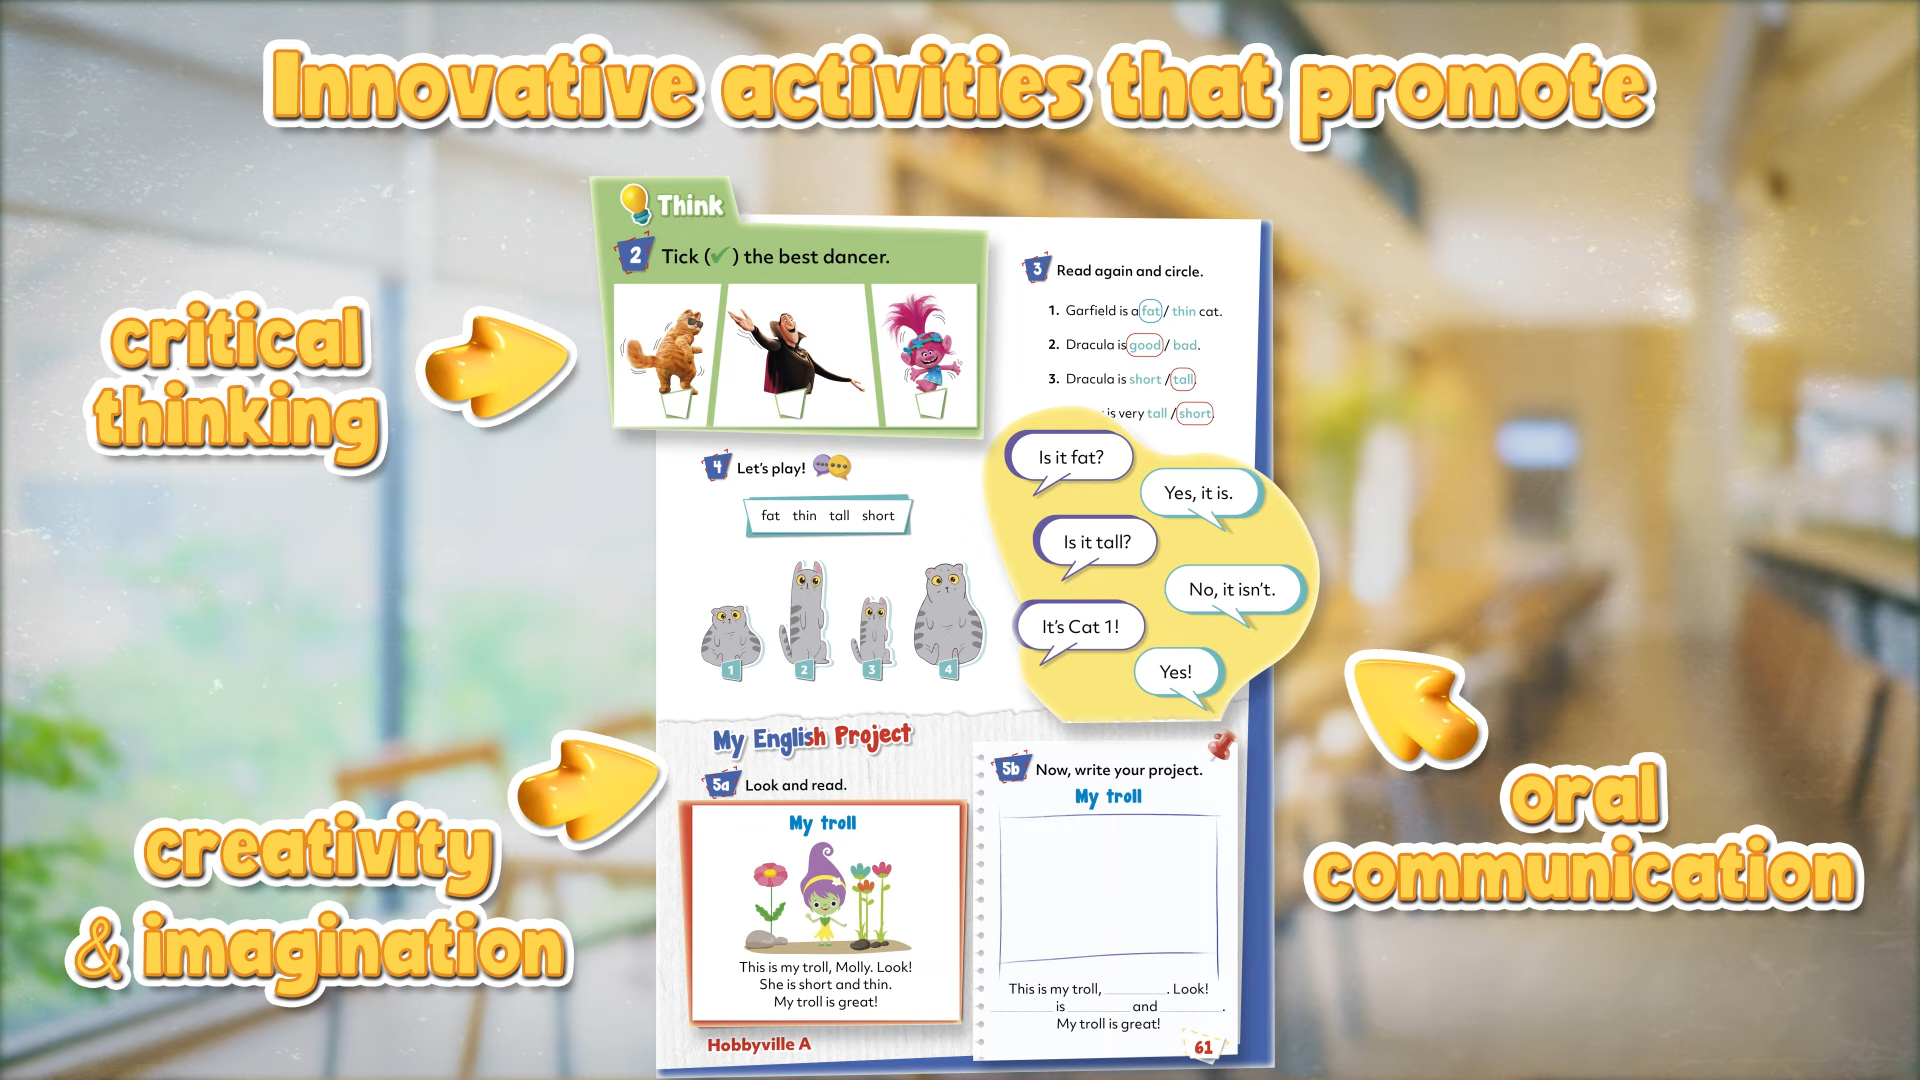 Innovative activities that promote
critical
thinking
creativity
& imagination
oral
communication
Think
2 Tick (✔) the best dancer.
3 Read again and circle.
1. Garfield is a fat / thin cat.
2. Dracula is good / bad.
3. Dracula is short / tall.
is very tall / short.
4 Let's play!
fat thin tall short
1 2 3 4
Is it fat?
Yes, it is.
Is it tall?
No, it isn't.
It's Cat 1!
Yes!
My English Project
5a Look and read.
My troll
This is my troll, Molly. Look!
She is short and thin.
My troll is great!
Hobbyville A
5b Now, write your project.
My troll
This is my troll, ________. Look!
________ is ________ and ________.
My troll is great!
61